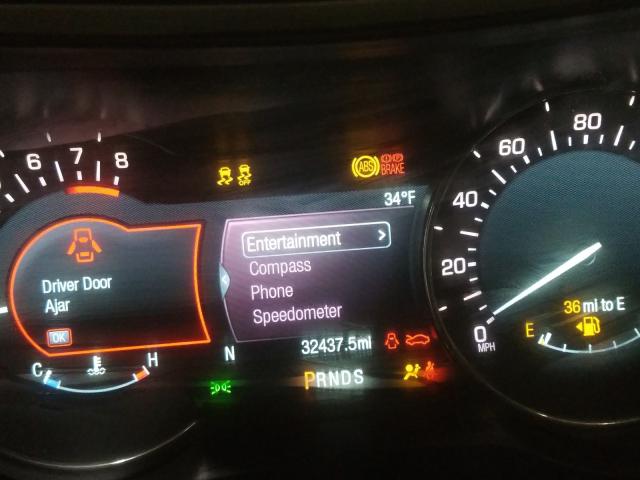 6 7 8
OFF
ABS
BRAKE
34°F
Driver Door
Ajar
OK
Entertainment >
Compass
Phone
Speedometer
32437.5mi
C H
N
PRNDS
80
60
40
20
0
MPH
36 mi to E
E